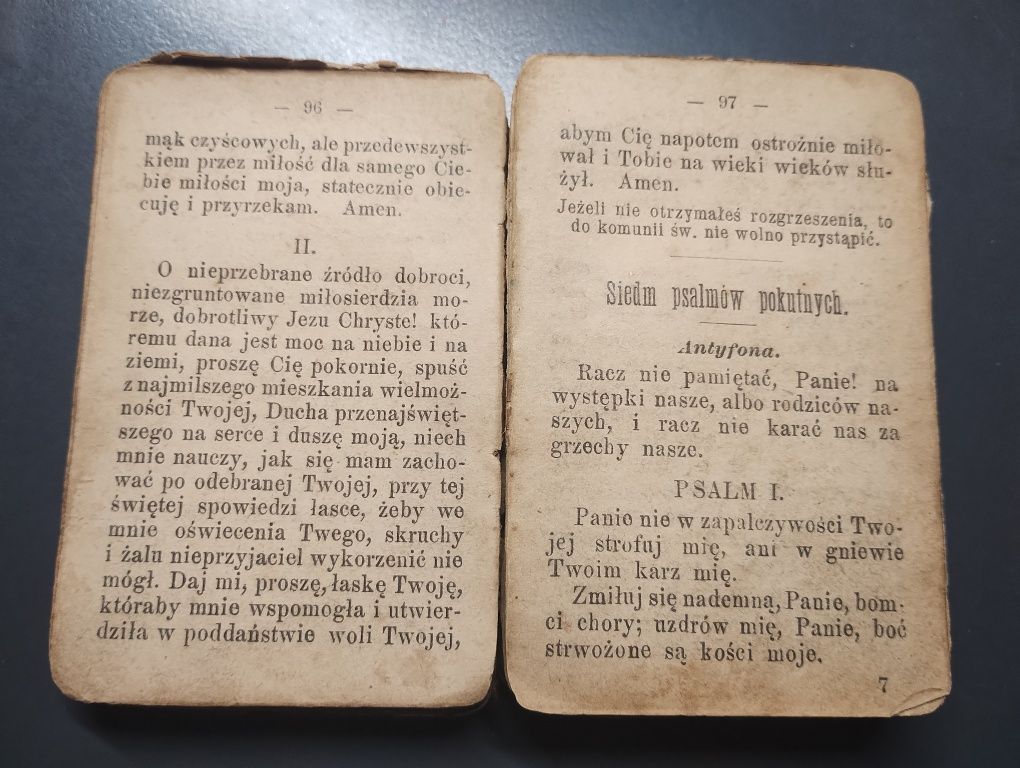 — 96 —
mąk czyścowych, ale przedewszyst-
kiem przez miłość dla samego Cie-
bie miłości moja, statecznie obie-
cuję i przyrzekam. Amen.
II.
O nieprzebrane źródło dobroci,
niezgruntowane miłosierdzia mo-
rze, dobrotliwy Jezu Chryste! któ-
remu dana jest moc na niebie i na
ziemi, proszę Cię pokornie, spuść
z najmilszego mieszkania wielmoż-
ności Twojej, Ducha przenajświęt-
szego na serce i duszę moją, niech
mnie nauczy, jak się mam zacho-
wać po odebranej Twojej, przy tej
świętej spowiedzi łasce, żeby we
mnie oświecenia Twego, skruchy
i żalu nieprzyjaciel wykorzenić nie
mógł. Daj mi, proszę, łaskę Twoję,
któraby mnie wspomogła i utwier-
dziła w poddaństwie woli Twojej,
— 97 —
abym Cię napotem ostrożnie miło-
wał i Tobie na wieki wieków słu-
żył. Amen.
Jeżeli nie otrzymałeś rozgrzeszenia, to
do komunii św. nie wolno przystąpić.
Siedm psalmów pokutnych.
Antyfona.
Racz nie pamiętać, Panie! na
występki nasze, albo rodziców na-
szych, i racz nie karać nas za
grzechy nasze.
PSALM I.
Panie nie w zapalczywości Two-
jej strofuj mię, ani w gniewie
Twoim karz mię.
Zmiłuj się nademną, Panie, bom-
ci chory; uzdrów mię, Panie, boć
strwożone są kości moje.
7